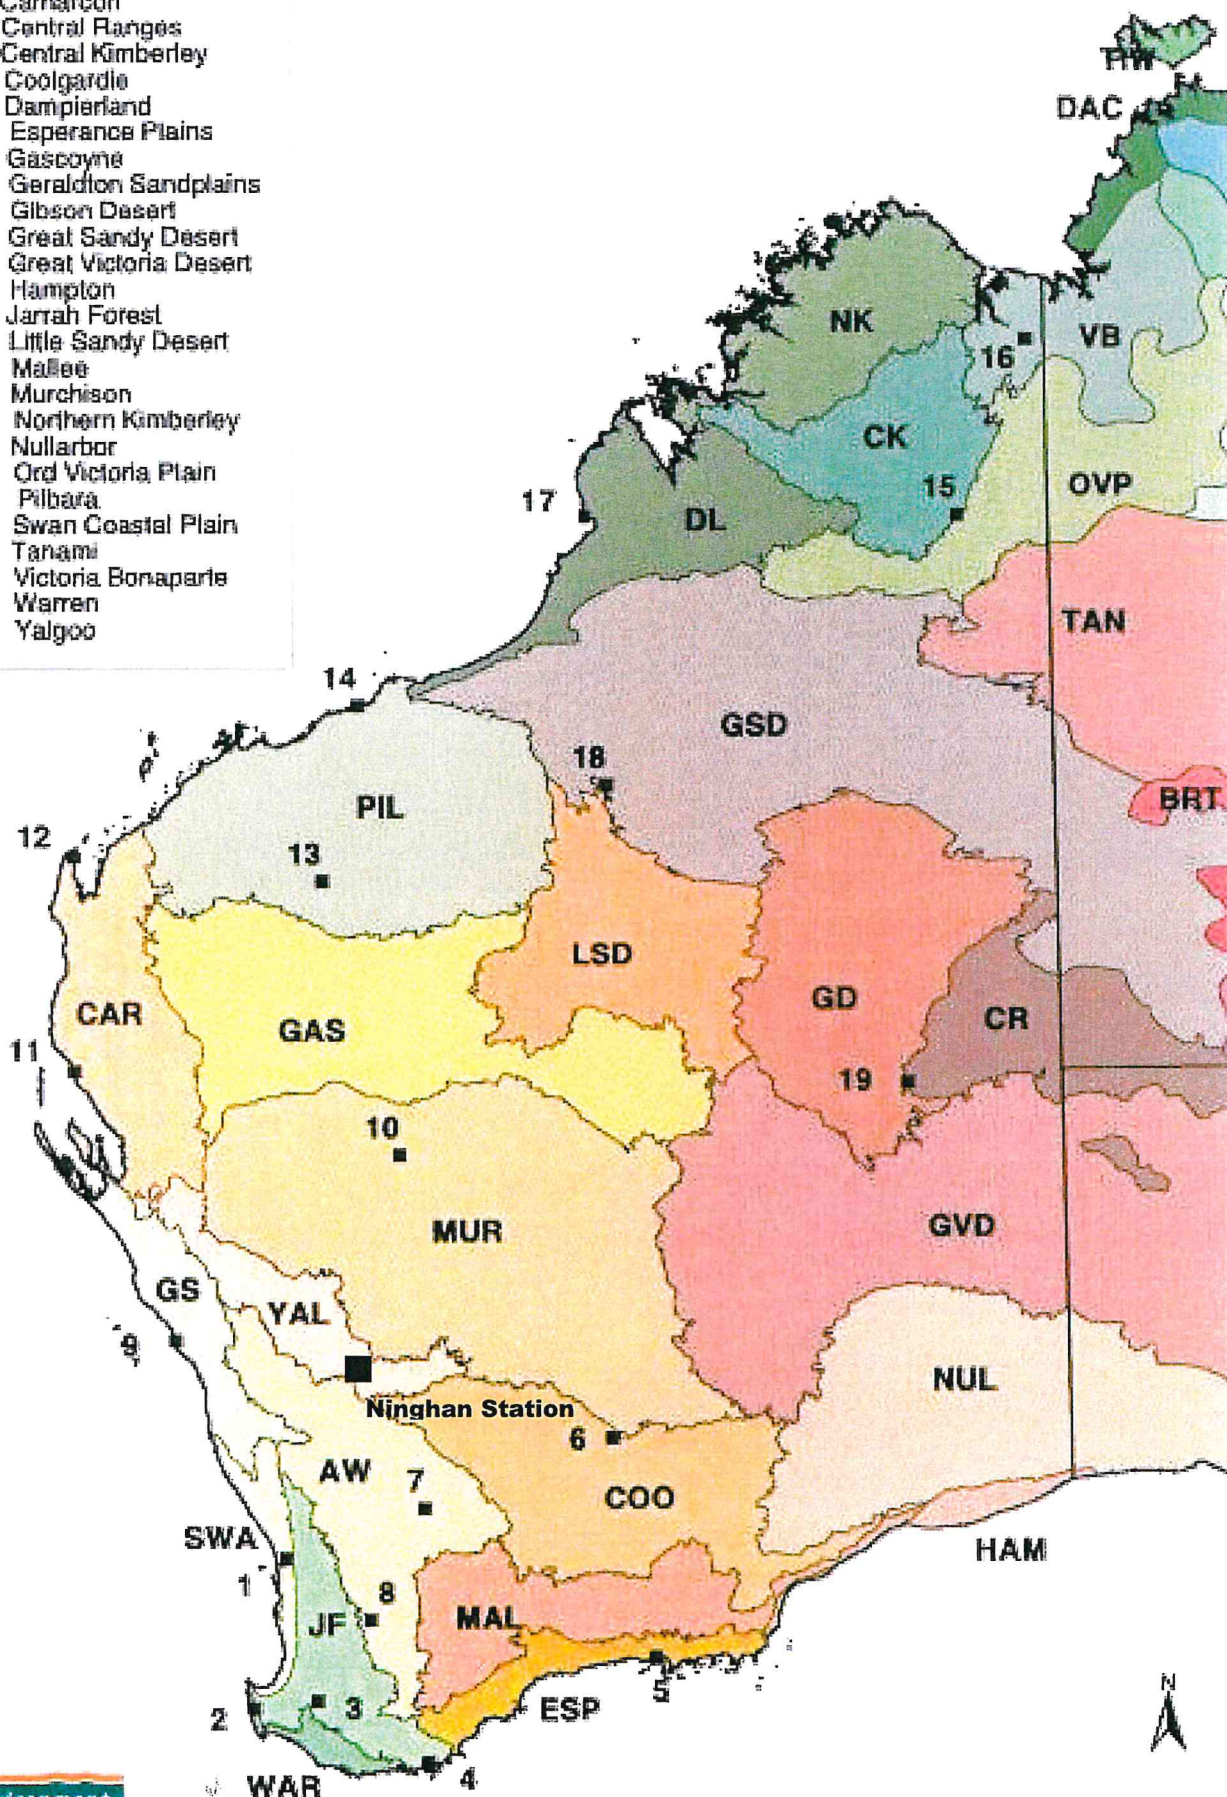 Carnarvon
Central Ranges
Central Kimberley
Coolgardie
Dampierland
Esperance Plains
Gascoyne
Geraldton Sandplains
Gibson Desert
Great Sandy Desert
Great Victoria Desert
Hampton
Jarrah Forest
Little Sandy Desert
Mallee
Murchison
Northern Kimberley
Nullarbor
Ord Victoria Plain
Pilbara
Swan Coastal Plain
Tanami
Victoria Bonaparte
Warren
Yalgoo
TIW
DAC
NK
16
VB
CK
15
OVP
17
DL
TAN
14
GSD
18
PIL
BRT
12
13
LSD
CAR
GAS
GD
CR
11
19
10
MUR
GVD
GS
YAL
9
NUL
Ninghan Station
6
AW
7
COO
SWA
HAM
1
8
JF
MAL
5
N
2
3
ESP
4
WAR